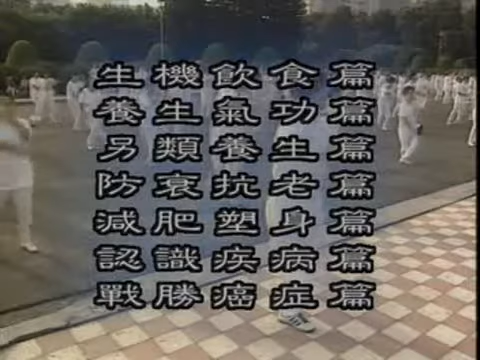 生機飲食篇
養生氣功篇
另類養生篇
防衰抗老篇
減肥塑身篇
認識疾病篇
戰勝癌症篇